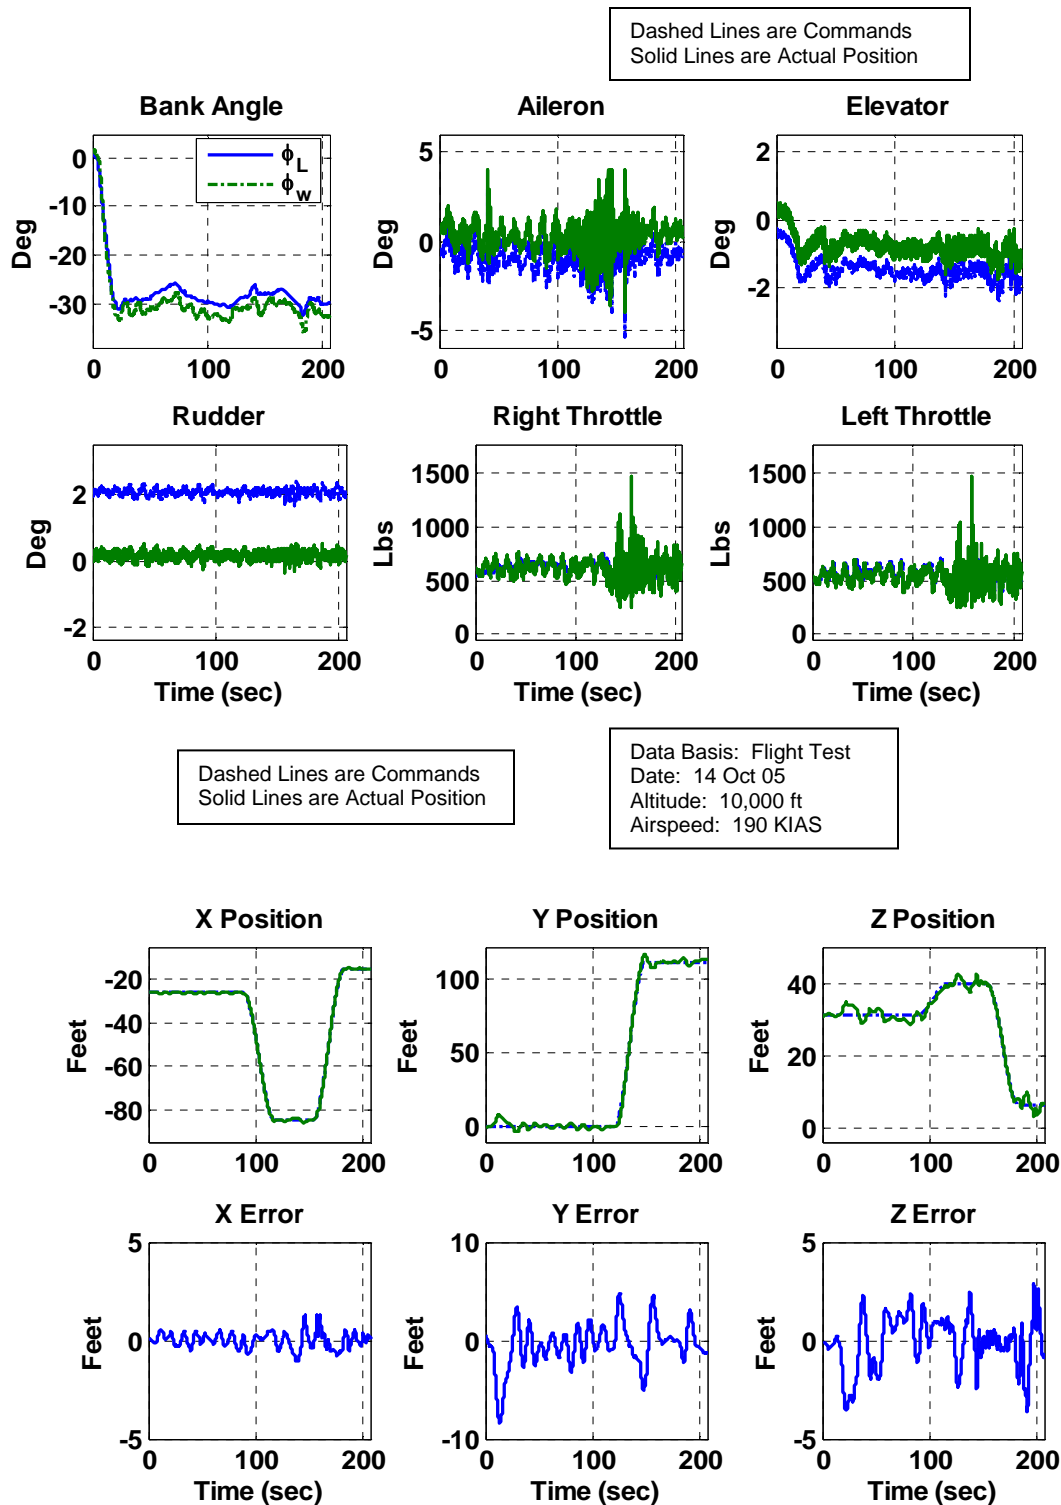 Dashed Lines are Commands
Solid Lines are Actual Position
Bank Angle
Aileron
Elevator
0
-10
-20
-30
Deg
ϕL
ϕw
0
100
200
5
0
-5
Deg
0
100
200
2
0
-2
Deg
0
100
200
Rudder
Right Throttle
Left Throttle
2
0
-2
Deg
0
100
200
Time (sec)
1500
1000
500
0
Lbs
0
100
200
Time (sec)
1500
1000
500
0
Lbs
0
100
200
Time (sec)
Dashed Lines are Commands
Solid Lines are Actual Position
Data Basis: Flight Test
Date: 14 Oct 05
Altitude: 10,000 ft
Airspeed: 190 KIAS
X Position
Y Position
Z Position
-20
-40
-60
-80
Feet
0
100
200
100
50
0
Feet
0
100
200
40
20
0
Feet
0
100
200
X Error
Y Error
Z Error
5
0
-5
Feet
0
100
200
Time (sec)
10
0
-10
Feet
0
100
200
Time (sec)
5
0
-5
Feet
0
100
200
Time (sec)